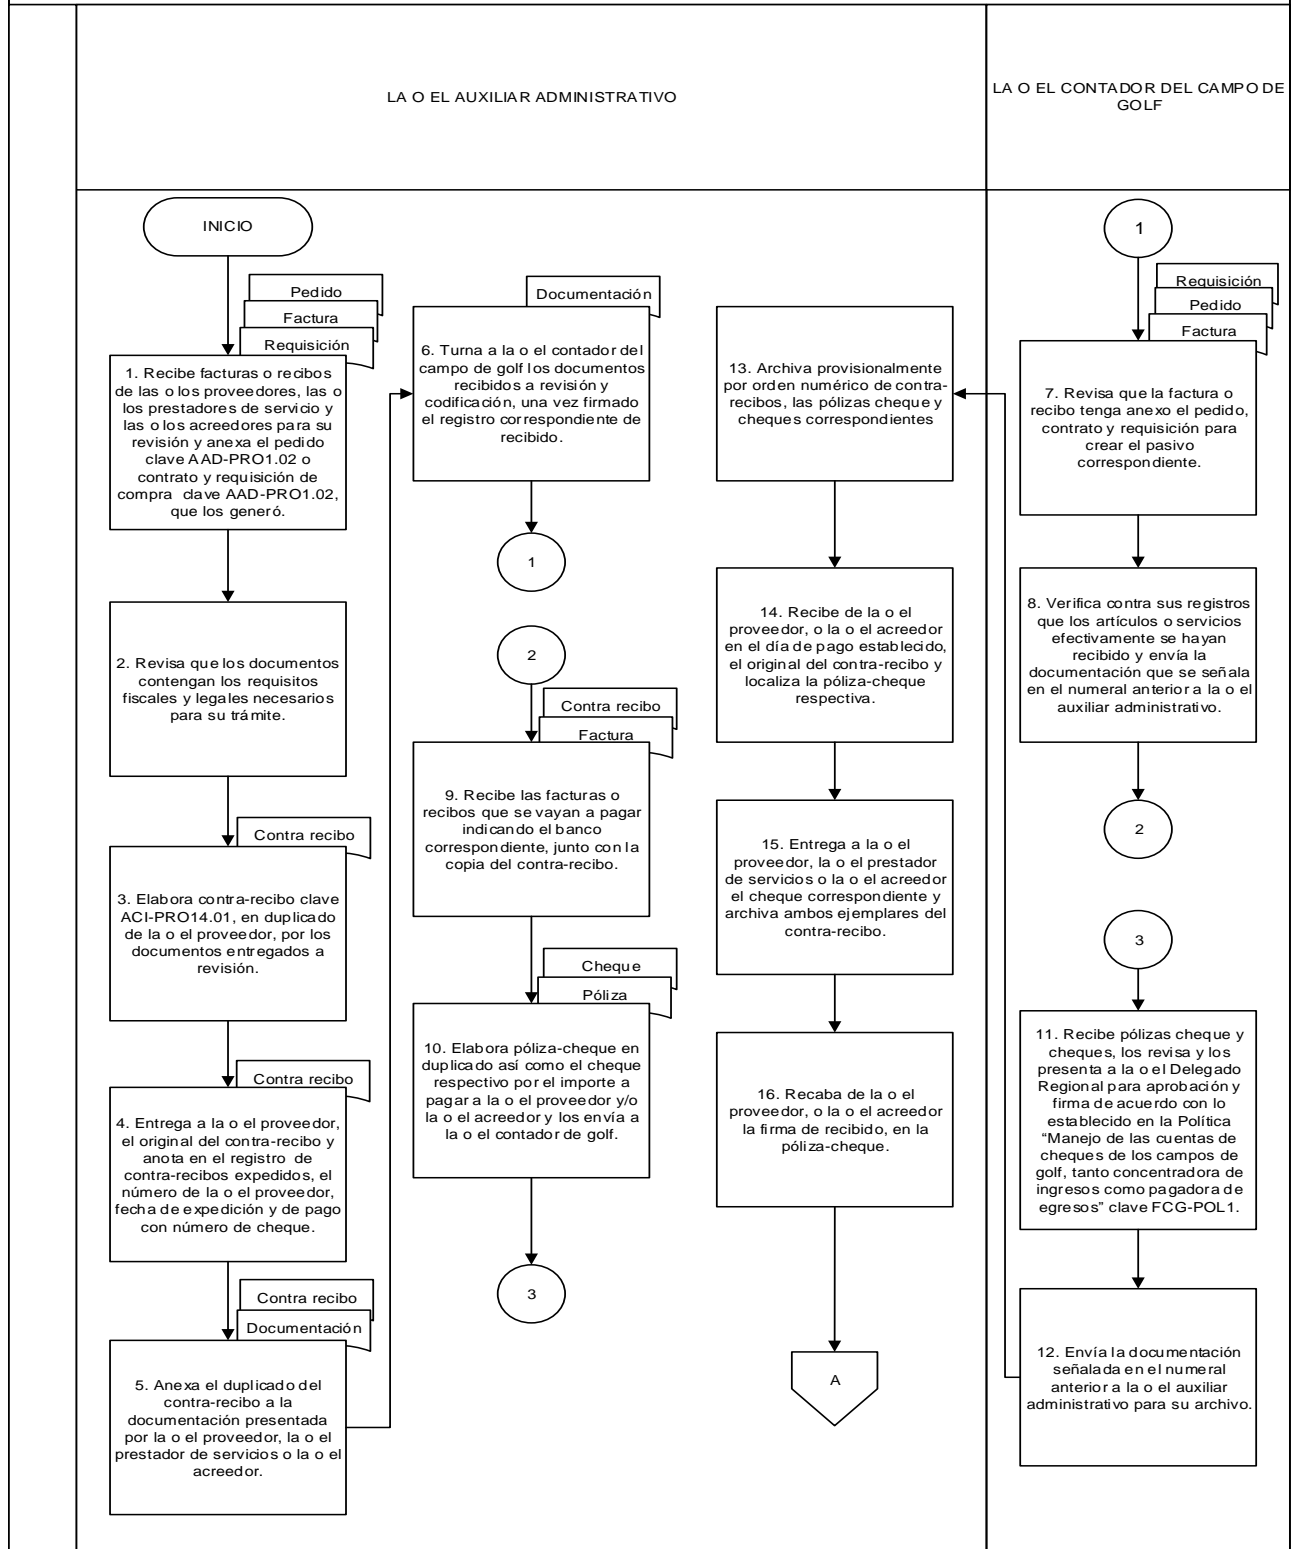 LA O EL AUXILIAR ADMINISTRATIVO
LA O EL CONTADOR DEL CAMPO DE
GOLF
INICIO
Pedido
Factura
Requisición
1. Recibe facturas o recibos
de las o los proveedores, las o
los prestadores de servicio y
las o los acreedores para su
revisión y anexa el pedido
clave AAD-PRO1.02 o
contrato y requisición de
compra clave AAD-PRO1.02,
que los generó.
2. Revisa que los documentos
contengan los requisitos
fiscales y legales necesarios
para su trámite.
Contra recibo
3. Elabora contra-recibo clave
ACI-PRO14.01, en duplicado
de la o el proveedor, por los
documentos entregados a
revisión.
Contra recibo
4. Entrega a la o el proveedor,
el original del contra-recibo y
anota en el registro de
contra-recibos expedidos, el
número de la o el proveedor,
fecha de expedición y de pago
con número de cheque.
Contra recibo
Documentación
5. Anexa el duplicado del
contra-recibo a la
documentación presentada
por la o el proveedor, la o el
prestador de servicios o la o el
acreedor.
Documentación
6. Turna a la o el contador del
campo de golf los documentos
recibidos a revisión y
codificación, una vez firmado
el registro correspondiente de
recibido.
1
2
Contra recibo
Factura
9. Recibe las facturas o
recibos que se vayan a pagar
indicando el banco
correspondiente, junto con la
copia del contra-recibo.
Cheque
Póliza
10. Elabora póliza-cheque en
duplicado así como el cheque
respectivo por el importe a
pagar a la o el proveedor y/o
la o el acreedor y los envía a
la o el contador de golf.
3
13. Archiva provisionalmente
por orden numérico de contra-
recibos, las pólizas cheque y
cheques correspondientes
14. Recibe de la o el
proveedor, o la o el acreedor
en el día de pago establecido,
el original del contra-recibo y
localiza la póliza-cheque
respectiva.
15. Entrega a la o el
proveedor, la o el prestador
de servicios o la o el acreedor
el cheque correspondiente y
archiva ambos ejemplares del
contra-recibo.
16. Recaba de la o el
proveedor, o la o el acreedor
la firma de recibido, en la
póliza-cheque.
A
1
Requisición
Pedido
Factura
7. Revisa que la factura o
recibo tenga anexo el pedido,
contrato y requisición para
crear el pasivo
correspondiente.
8. Verifica contra sus registros
que los artículos o servicios
efectivamente se hayan
recibido y envía la
documentación que se señala
en el numeral anterior a la o el
auxiliar administrativo.
2
3
11. Recibe pólizas cheque y
cheques, los revisa y los
presenta a la o el Delegado
Regional para aprobación y
firma de acuerdo con lo
establecido en la Política
“Manejo de las cuentas de
cheques de los campos de
golf, tanto concentradora de
ingresos como pagadora de
egresos” clave FCG-POL1.
12. Envía la documentación
señalada en el numeral
anterior a la o el auxiliar
administrativo para su archivo.